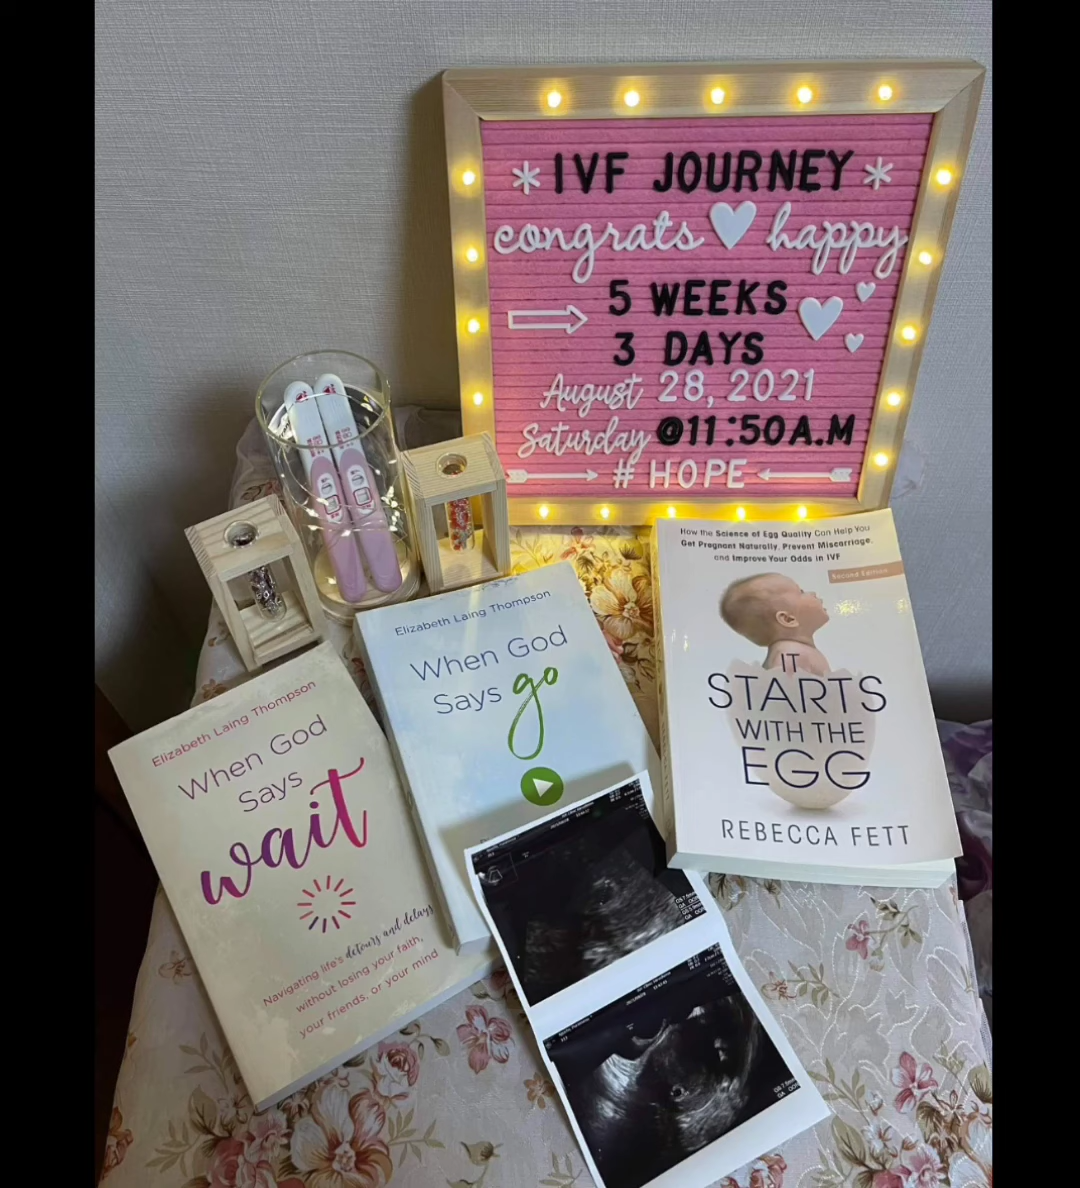 * IVF JOURNEY *
congrats happy
5 WEEKS
3 DAYS
August 28, 2021
Saturday @11:50A.M
# HOPE
How the Science of Egg Quality Can Help You
Get Pregnant Naturally, Prevent Miscarriage,
and Improve Your Odds in IVF
Second Edition
IT
STARTS
WITH THE
EGG
REBECCA FETT
Elizabeth Laing Thompson
When God
Says go
Elizabeth Laing Thompson
When God
Says
wait
Navigating life's detours and delays
without losing your faith,
your friends, or your mind